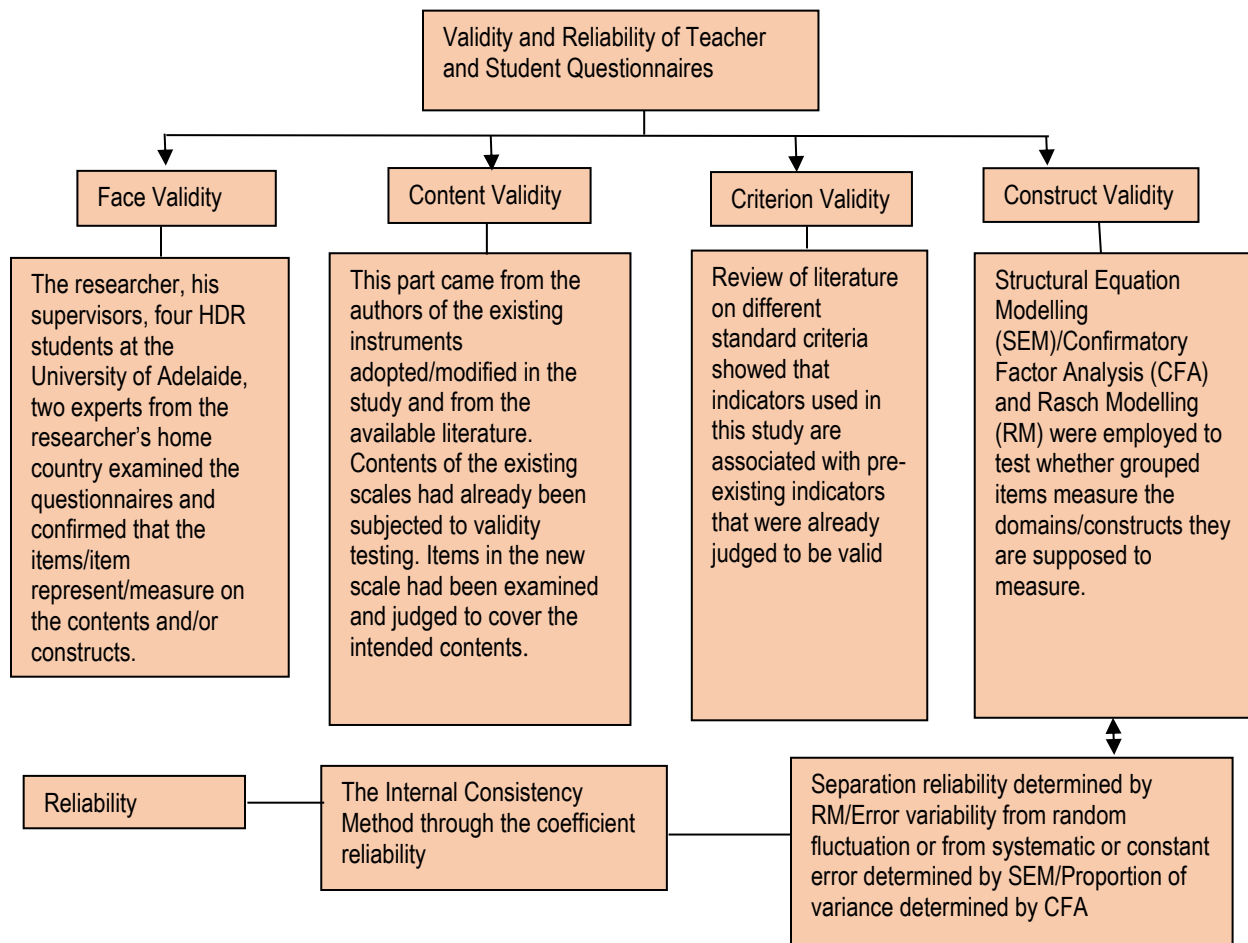 Validity and Reliability of Teacher
and Student Questionnaires
Face Validity
Content Validity
Criterion Validity
Construct Validity
The researcher, his
supervisors, four HDR
students at the
University of Adelaide,
two experts from the
researcher's home
country examined the
questionnaires and
confirmed that the
items/item
represent/measure on
the contents and/or
constructs.
This part came from the
authors of the existing
instruments
adopted/modified in the
study and from the
available literature.
Contents of the existing
scales had already been
subjected to validity
testing. Items in the new
scale had been examined
and judged to cover the
intended contents.
Review of literature
on different
standard criteria
showed that
indicators used in
this study are
associated with pre-
existing indicators
that were already
judged to be valid
Structural Equation
Modelling
(SEM)/Confirmatory
Factor Analysis (CFA)
and Rasch Modelling
(RM) were employed to
test whether grouped
items measure the
domains/constructs they
are supposed to
measure.
Reliability
The Internal Consistency
Method through the coefficient
reliability
Separation reliability determined by
RM/Error variability from random
fluctuation or from systematic or constant
error determined by SEM/Proportion of
variance determined by CFA